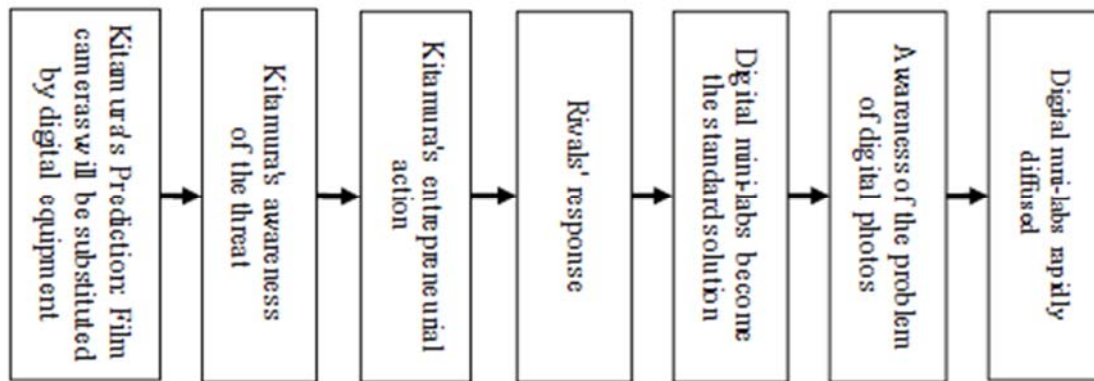 Kitamura's Prediction: Film
cameras will be substituted
by digital equipment
Kitamura's awareness
of the threat
Kitamura's entrepreneurial
action
Rivals' response
Digital mini-labs become
the standard solution
Awareness of the problem
of digital photos
Digital mini-labs rapidly
diffused